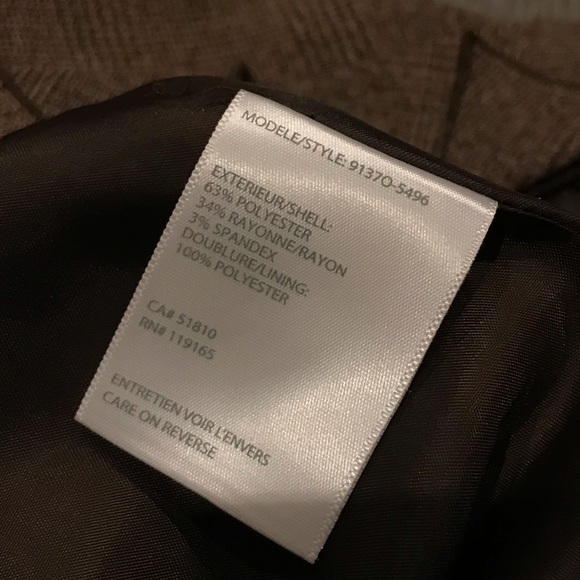 MODELE/STYLE: 9137O-5496
EXTERIEUR/SHELL:
63% POLYESTER
34% RAYONNE/RAYON
3% SPANDEX
DOUBLURE/LINING:
100% POLYESTER
CA# 51810
RN# 119165
ENTRETIEN VOIR L'ENVERS
CARE ON REVERSE